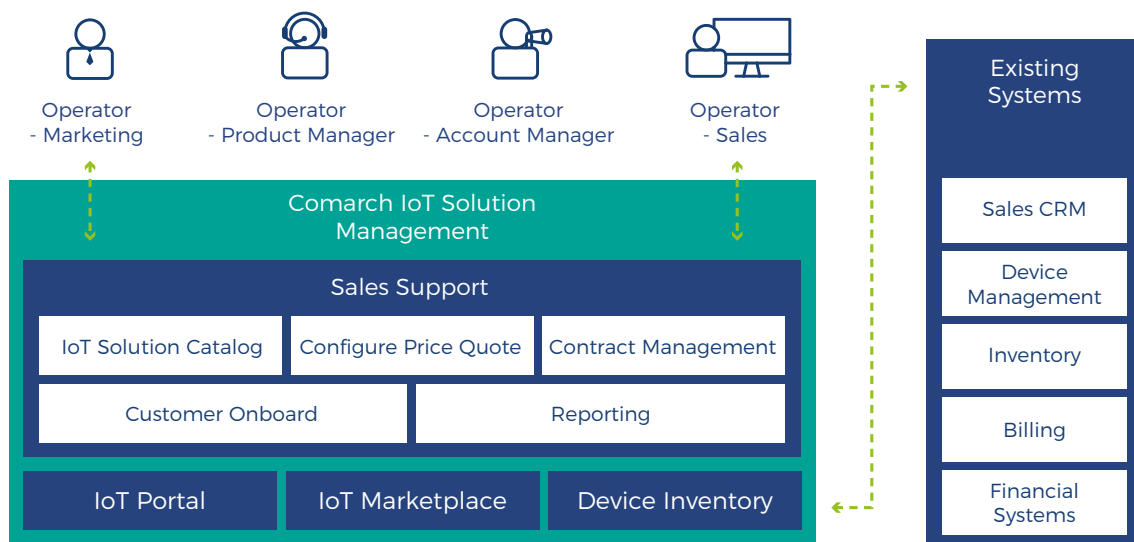 Operator
- Marketing
Operator
- Product Manager
Operator
- Account Manager
Operator
- Sales
Comarch IoT Solution
Management
Sales Support
IoT Solution Catalog
Configure Price Quote
Contract Management
Customer Onboard
Reporting
IoT Portal
IoT Marketplace
Device Inventory
Existing
Systems
Sales CRM
Device
Management
Inventory
Billing
Financial
Systems